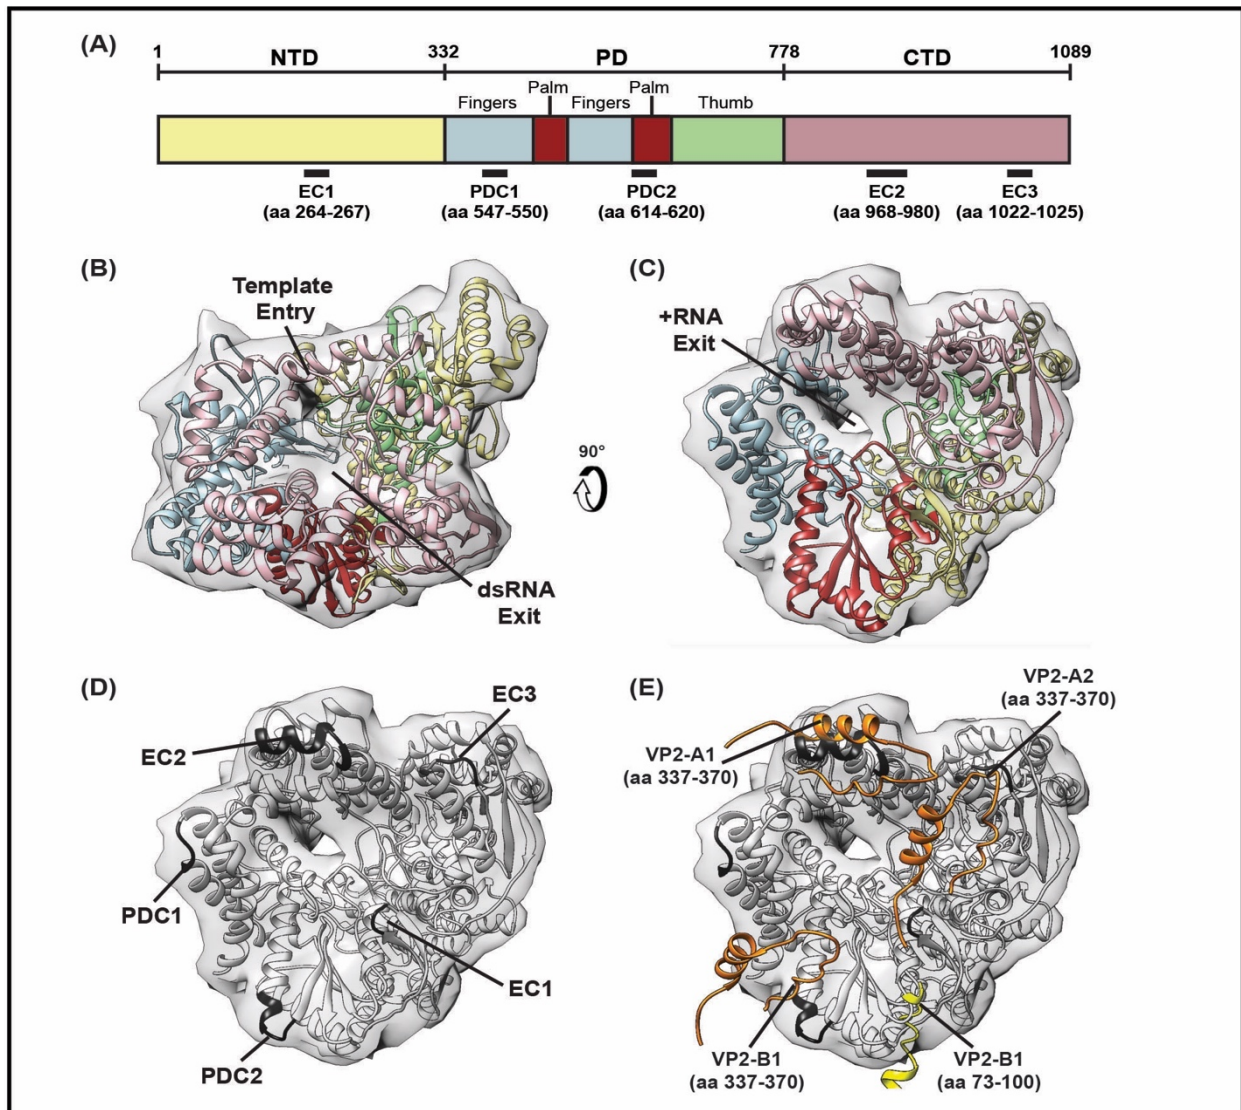 (A)
1 NTD 332 PD 778 CTD 1089
Palm Palm
Fingers Fingers Thumb
EC1 PDC1 PDC2 EC2 EC3
(aa 264-267) (aa 547-550) (aa 614-620) (aa 968-980) (aa 1022-1025)
(B)
Template
Entry
dsRNA
Exit
90°
(C)
+RNA
Exit
(D)
EC3
EC2
PDC1
EC1
PDC2
(E)
VP2-A2
(aa 337-370)
VP2-A1
(aa 337-370)
VP2-B1
(aa 337-370)
VP2-B1
(aa 73-100)